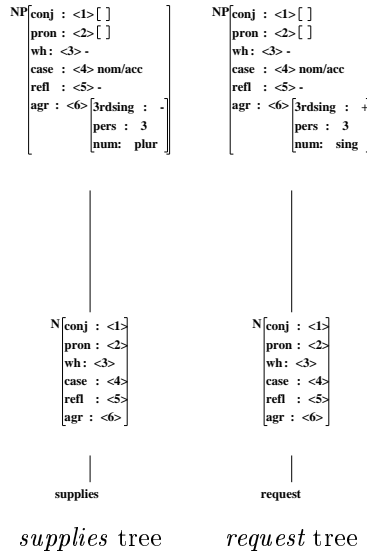 NP conj : <1>[ ]
pron : <2>[ ]
wh : <3> -
case : <4> nom/acc
refl : <5> -
agr : <6> 3rdsing : -
pers : 3
num: plur
NP conj : <1>[ ]
pron : <2>[ ]
wh : <3> -
case : <4> nom/acc
refl : <5> -
agr : <6> 3rdsing : +
pers : 3
num: sing
N conj : <1>
pron : <2>
wh : <3>
case : <4>
refl : <5>
agr : <6>
N conj : <1>
pron : <2>
wh : <3>
case : <4>
refl : <5>
agr : <6>
supplies
request
supplies tree
request tree